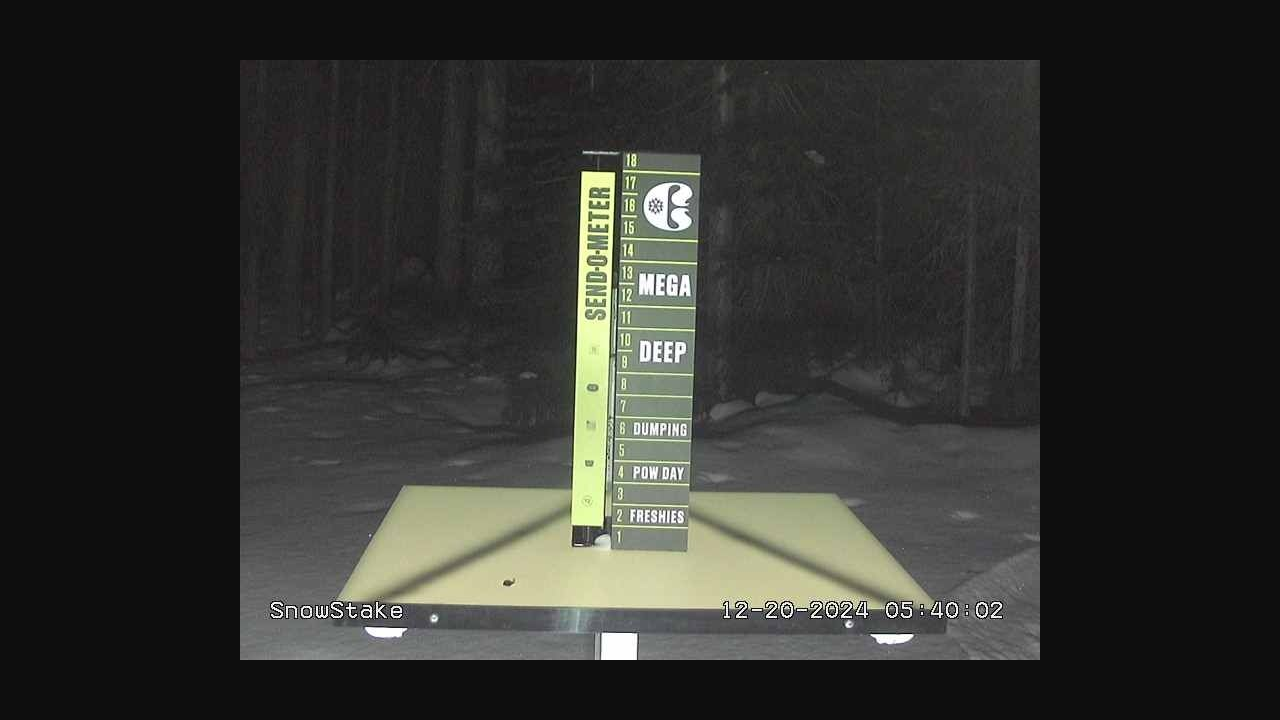 18
17
16
15
14
13
MEGA
12
11
10
DEEP
9
8
7
6 DUMPING
5
4 POW DAY
3
2 FRESHIES
1
SEND-O-METER
SnowStake
12-20-2024 05:40:02